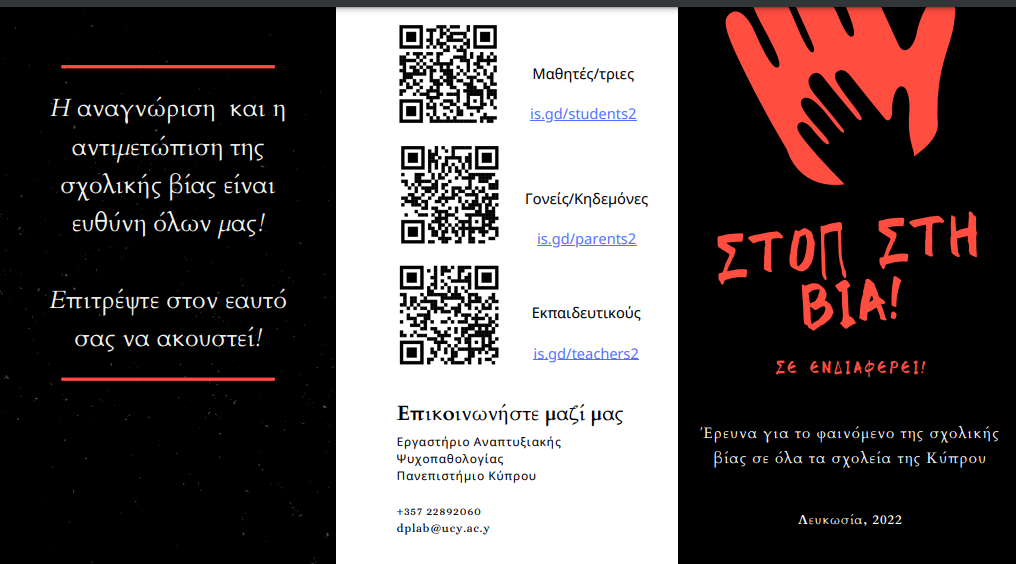 Η αναγνώριση και η
αντιμετώπιση της
σχολικής βίας είναι
ευθύνη όλων μας!
Επιτρέψτε στον εαυτό
σας να ακουστεί!
Μαθητές/τριες
is.gd/students2
Γονείς/Κηδεμόνες
is.gd/parents2
Εκπαιδευτικούς
is.gd/teachers2
Επικοινωνήστε μαζί μας
Εργαστήριο Αναπτυξιακής
Ψυχοπαθολογίας
Πανεπιστήμιο Κύπρου
+357 22892060
dplab@ucy.ac.y
ΣΤΟΠ ΣΤΗ
ΒΙΑ!
ΣΕ ΕΝΔΙΑΦΕΡΕΙ!
Έρευνα για το φαινόμενο της σχολικής
βίας σε όλα τα σχολεία της Κύπρου
Λευκωσία, 2022